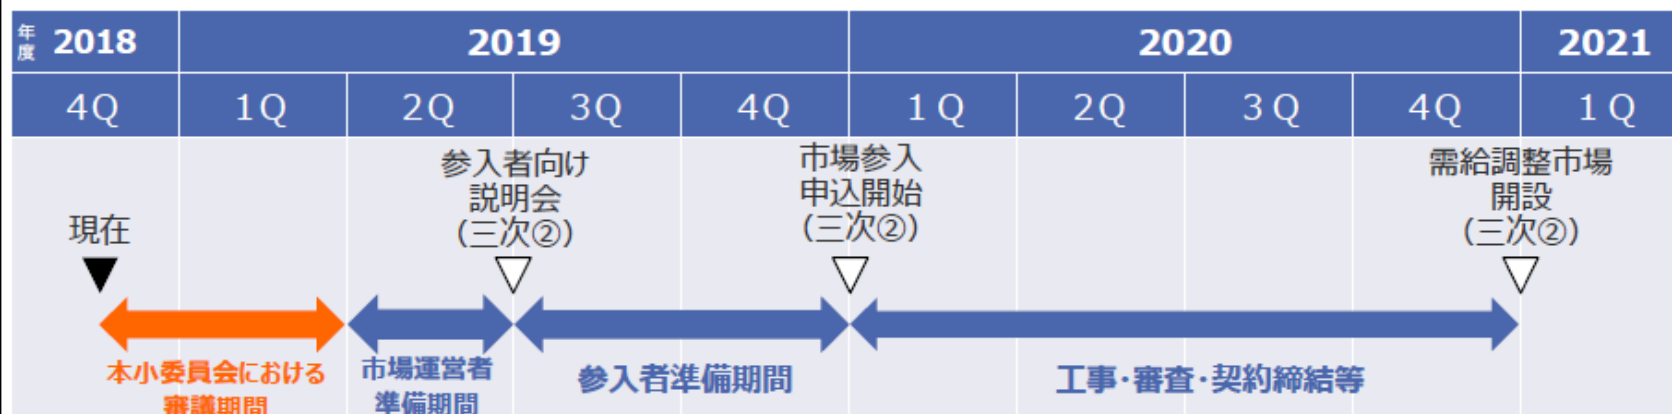 年度 2018 2019 2020 2021
4Q 1Q 2Q 3Q 4Q 1Q 2Q 3Q 4Q 1Q
現在
参入者向け
説明会
（三次②）
市場参入
申込開始
（三次②）
需給調整市場
開設
（三次②）
本小委員会における
審議期間
市場運営者
準備期間
参入者準備期間
工事・審査・契約締結等